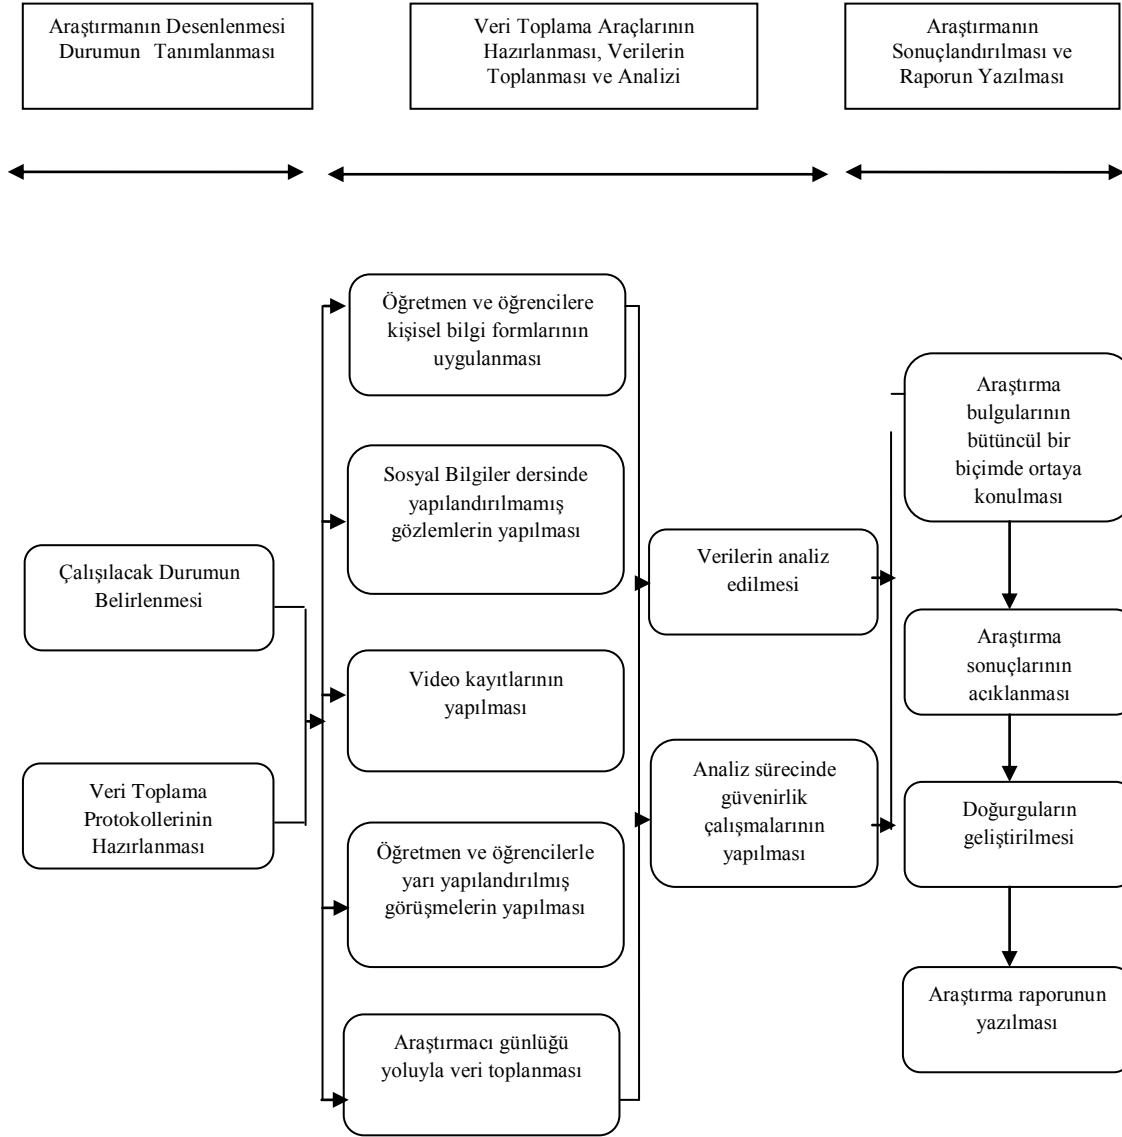 Araştırmanın Desenlenmesi
Durumun Tanımlanması
Veri Toplama Araçlarının
Hazırlanması, Verilerin
Toplanması ve Analizi
Araştırmanın
Sonuçlandırılması ve
Raporun Yazılması
Çalışılacak Durumun
Belirlenmesi
Veri Toplama
Protokollerinin
Hazırlanması
Öğretmen ve öğrencilere
kişisel bilgi formlarının
uygulanması
Sosyal Bilgiler dersinde
yapılandırılmamış
gözlemlerin yapılması
Video kayıtlarının
yapılması
Öğretmen ve öğrencilerle
yarı yapılandırılmış
görüşmelerin yapılması
Araştırmacı günlüğü
yoluyla veri toplanması
Verilerin analiz
edilmesi
Analiz sürecinde
güvenirlik
çalışmalarının
yapılması
Araştırma
bulgularının
bütüncül bir
biçimde ortaya
konulması
Araştırma
sonuçlarının
açıklanması
Doğurguların
geliştirilmesi
Araştırma raporunun
yazılması